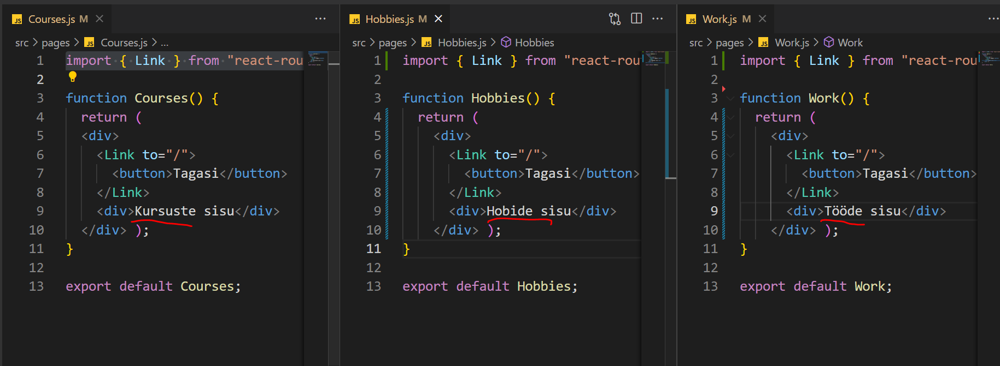 Courses.js M
src > pages > JS Courses.js > ...
1 import { Link } from "react-rou
2
3 function Courses() {
4 return (
5 <div>
6 <Link to="/">
7 <button>Tagasi</button>
8 </Link>
9 <div>Kursuste sisu</div>
10 </div> );
11 }
12
13 export default Courses;
JS Hobbies.js M
src > pages > JS Hobbies.js > Hobbies
1 import { Link } from "react-rou
2
3 function Hobbies() {
4 return (
5 <div>
6 <Link to="/">
7 <button>Tagasi</button>
8 </Link>
9 <div>Hobide sisu</div>
10 </div> );
11 }
12
13 export default Hobbies;
JS Work.js M
src > pages > JS Work.js > Work
1 import { Link } from "react-rou
2
3 function Work() {
4 return (
5 <div>
6 <Link to="/">
7 <button>Tagasi</button>
8 </Link>
9 <div>Tööde sisu</div>
10 </div> );
11 }
12
13 export default Work;